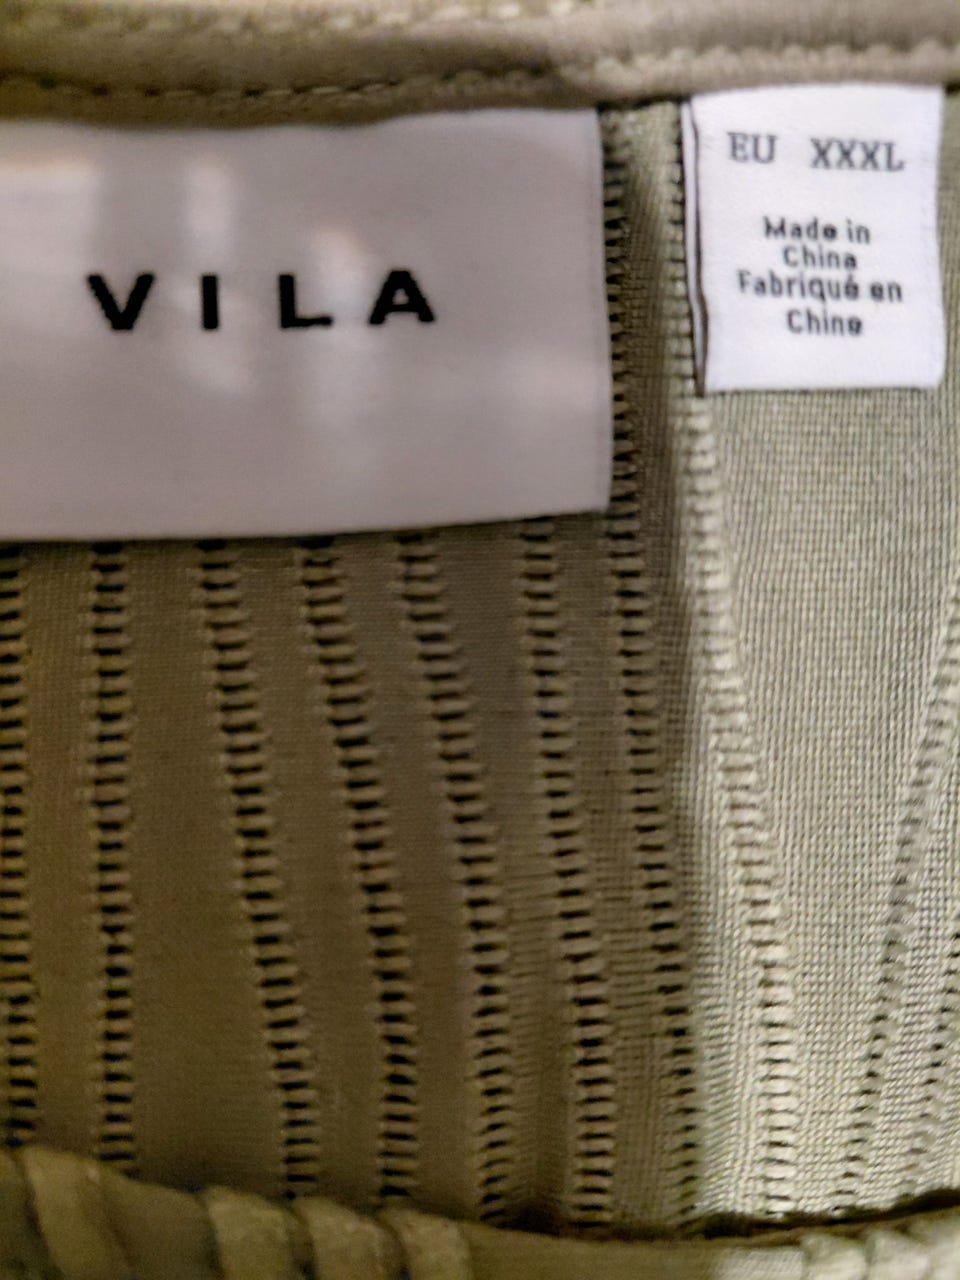 VILA
EU XXXL
Made in
China
Fabriqué en
Chine